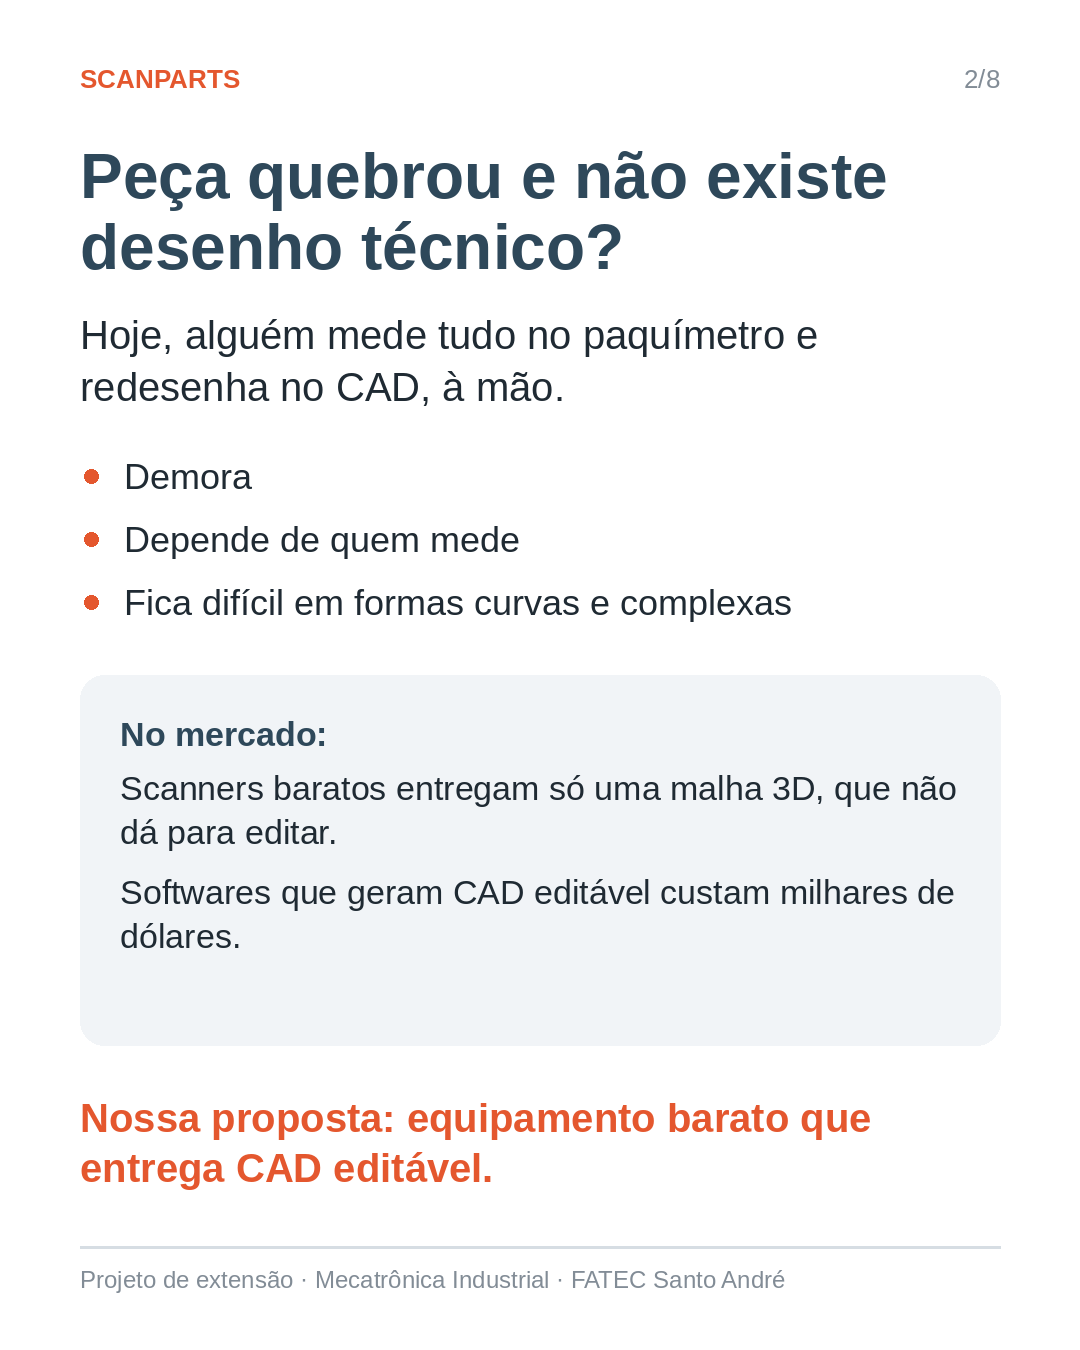 SCANPARTS
2/8
Peça quebrou e não existe
desenho técnico?
Hoje, alguém mede tudo no paquímetro e
redesenha no CAD, à mão.
• Demora
• Depende de quem mede
• Fica difícil em formas curvas e complexas
No mercado:
Scanners baratos entregam só uma malha 3D, que não
dá para editar.
Softwares que geram CAD editável custam milhares de
dólares.
Nossa proposta: equipamento barato que
entrega CAD editável.
Projeto de extensão · Mecatrônica Industrial · FATEC Santo André